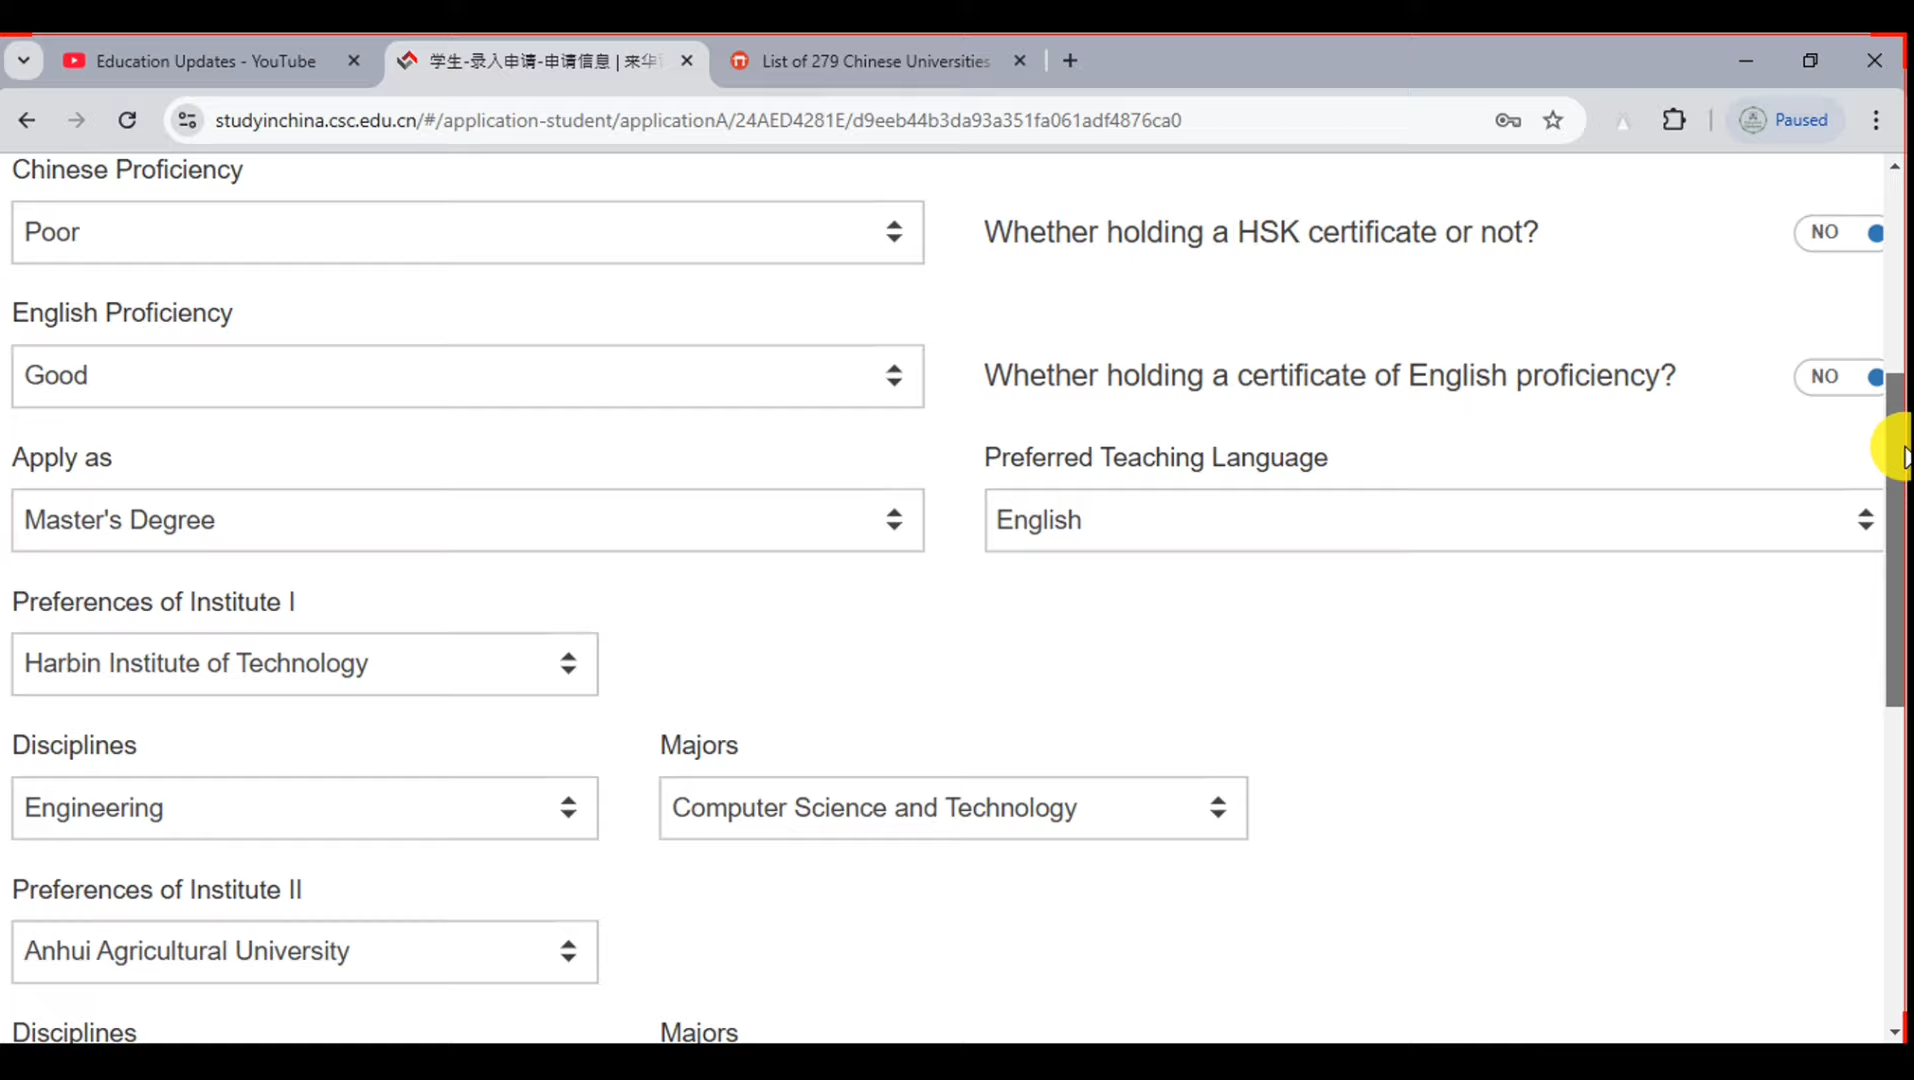 Education Updates - YouTube
学生-录入申请-申请信息 | 来华
List of 279 Chinese Universities
studyinchina.csc.edu.cn/#/application-student/applicationA/24AED4281E/d9eeb44b3da93a351fa061adf4876ca0
Paused
Chinese Proficiency
Poor
Whether holding a HSK certificate or not?
NO
English Proficiency
Good
Whether holding a certificate of English proficiency?
NO
Apply as
Preferred Teaching Language
Master's Degree
English
Preferences of Institute I
Harbin Institute of Technology
Disciplines
Majors
Engineering
Computer Science and Technology
Preferences of Institute II
Anhui Agricultural University
Disciplines
Majors